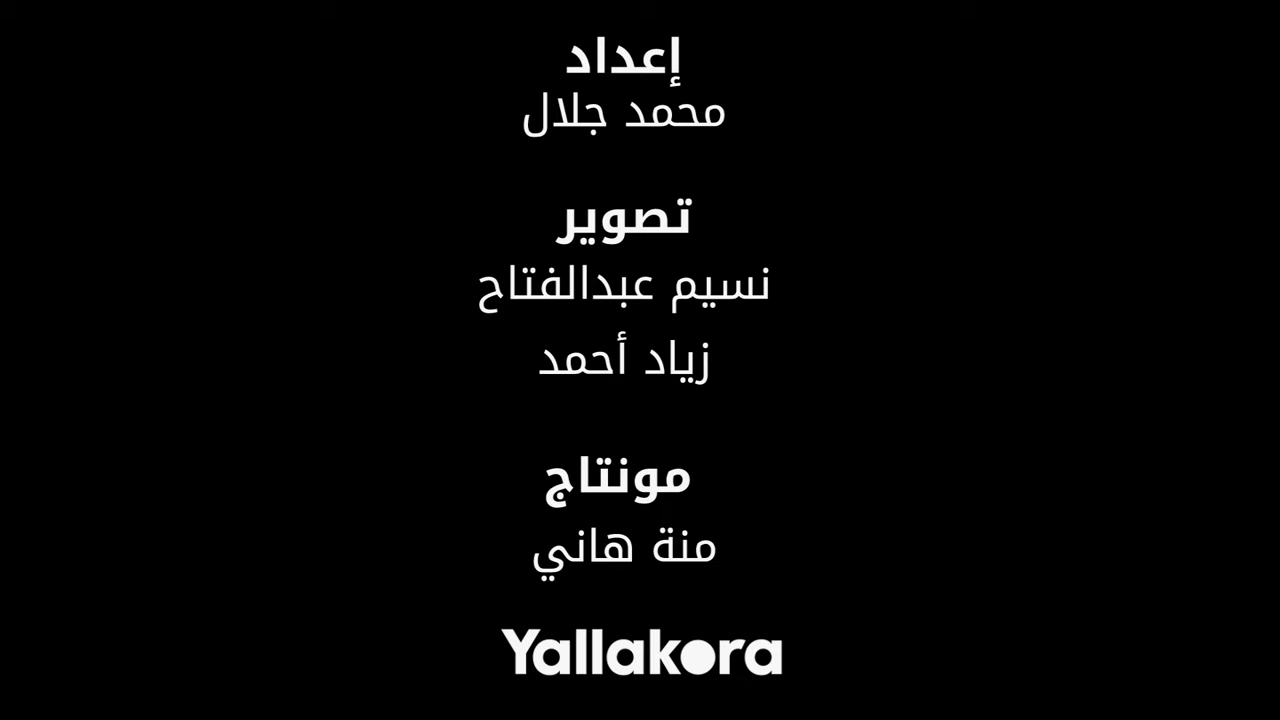 إعداد
محمد جلال
تصوير
نسيم عبدالفتاح
زياد أحمد
مونتاج
منة هاني
Yallakora